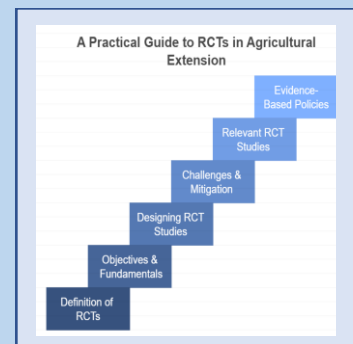 A Practical Guide to RCTs in Agricultural
Extension
Evidence-
Based Policies
Relevant RCT
Studies
Challenges &
Mitigation
Designing RCT
Studies
Objectives &
Fundamentals
Definition of
RCTs